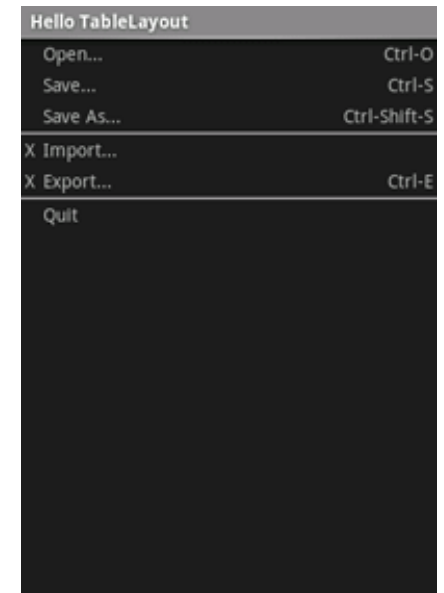 Hello TableLayout
Open... Ctrl-O
Save... Ctrl-S
Save As... Ctrl-Shift-S
X Import...
X Export... Ctrl-E
Quit